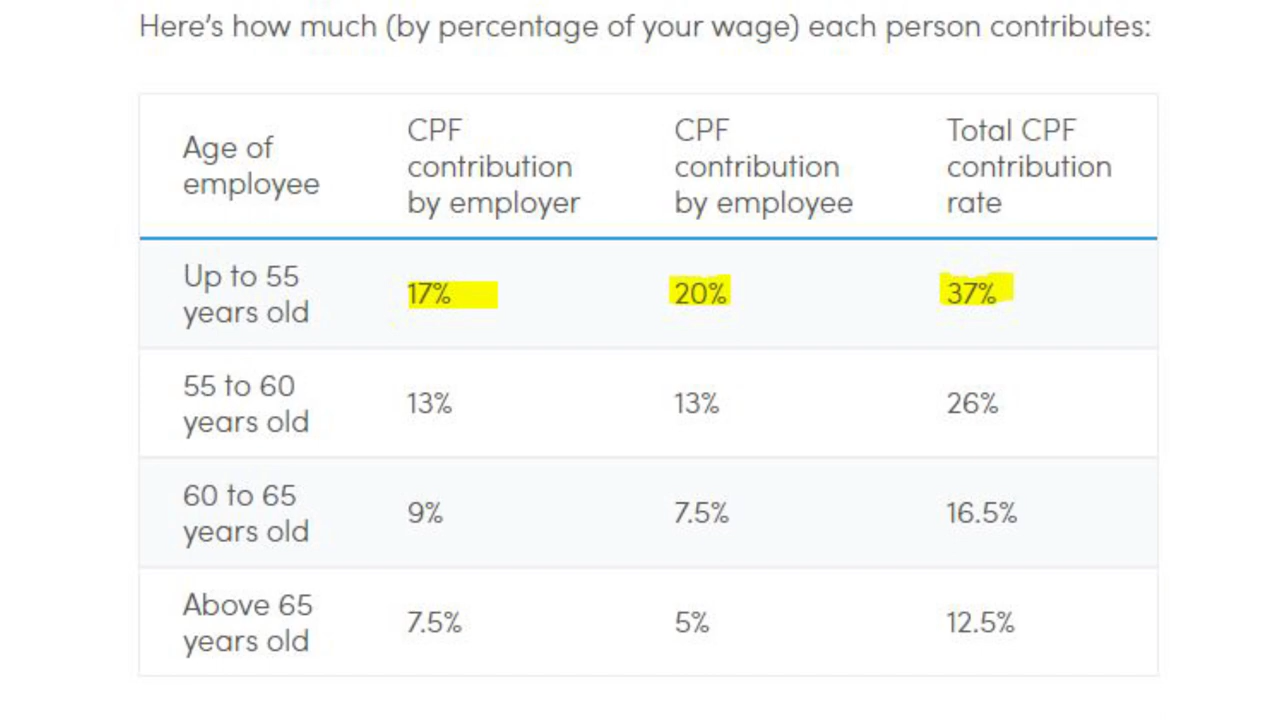 Here's how much (by percentage of your wage) each person contributes:
Age of employee
CPF contribution by employer
CPF contribution by employee
Total CPF contribution rate
Up to 55 years old
17%
20%
37%
55 to 60 years old
13%
13%
26%
60 to 65 years old
9%
7.5%
16.5%
Above 65 years old
7.5%
5%
12.5%